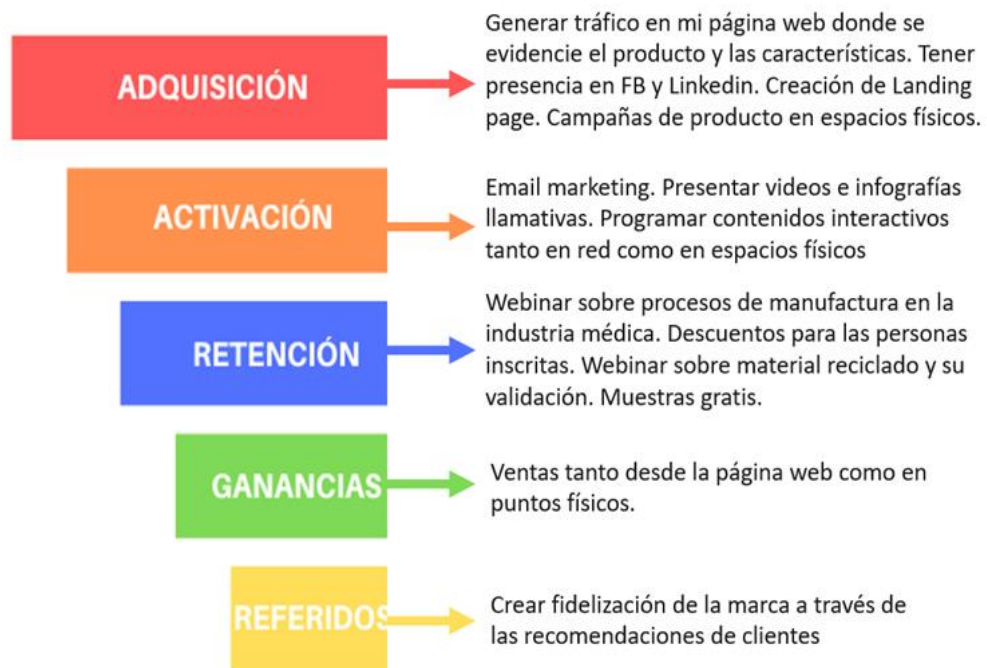 ADQUISICIÓN
Generar tráfico en mi página web donde se
evidencie el producto y las características. Tener
presencia en FB y Linkedin. Creación de Landing
page. Campañas de producto en espacios físicos.
ACTIVACIÓN
Email marketing. Presentar videos e infografías
llamativas. Programar contenidos interactivos
tanto en red como en espacios físicos
RETENCIÓN
Webinar sobre procesos de manufactura en la
industria médica. Descuentos para las personas
inscritas. Webinar sobre material reciclado y su
validación. Muestras gratis.
GANANCIAS
Ventas tanto desde la página web como en
puntos físicos.
REFERIDOS
Crear fidelización de la marca a través de
las recomendaciones de clientes